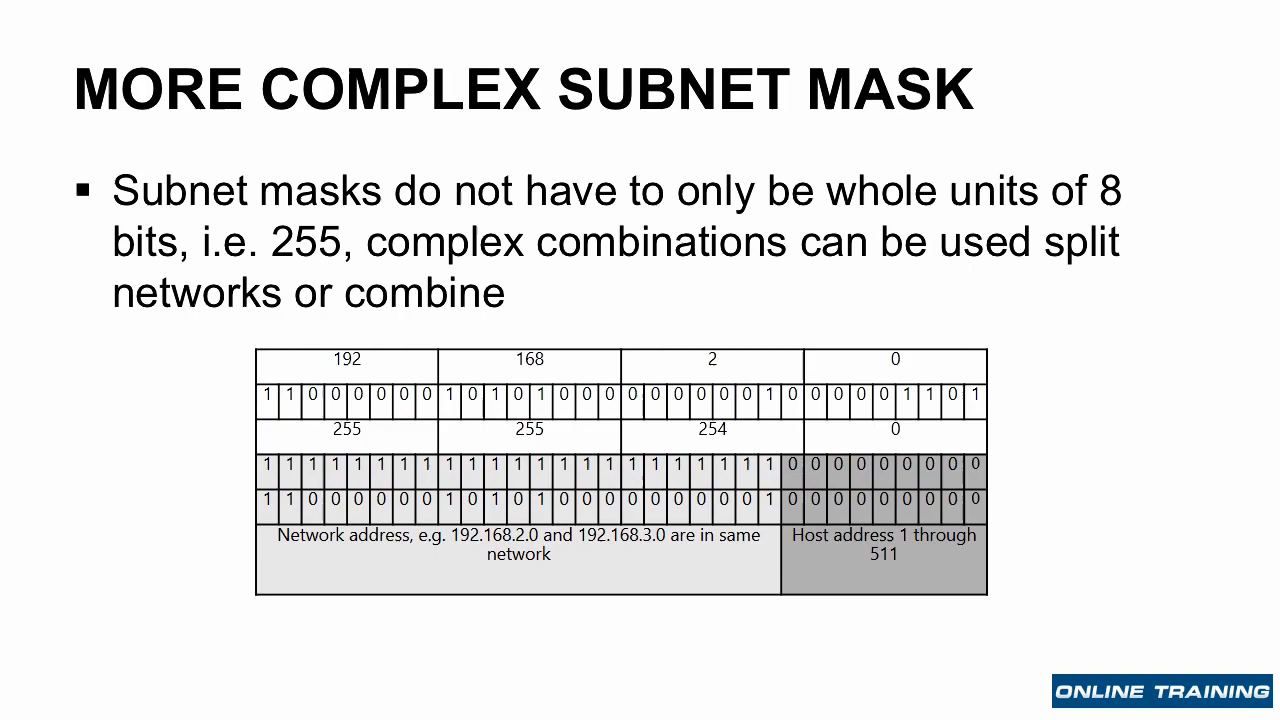 MORE COMPLEX SUBNET MASK
▪ Subnet masks do not have to only be whole units of 8
bits, i.e. 255, complex combinations can be used split
networks or combine
192 168 2 0
1 1 0 0 0 0 0 0 1 0 1 0 1 0 0 0 0 0 0 0 0 0 1 0 0 0 0 0 1 1 0 1
255 255 254 0
1 1 1 1 1 1 1 1 1 1 1 1 1 1 1 1 1 1 1 1 1 1 1 0 0 0 0 0 0 0 0 0
1 1 0 0 0 0 0 0 1 0 1 0 1 0 0 0 0 0 0 0 0 0 1 0 0 0 0 0 0 0 0 0
Network address, e.g. 192.168.2.0 and 192.168.3.0 are in same
network
Host address 1 through
511
ONLINE TRAINING